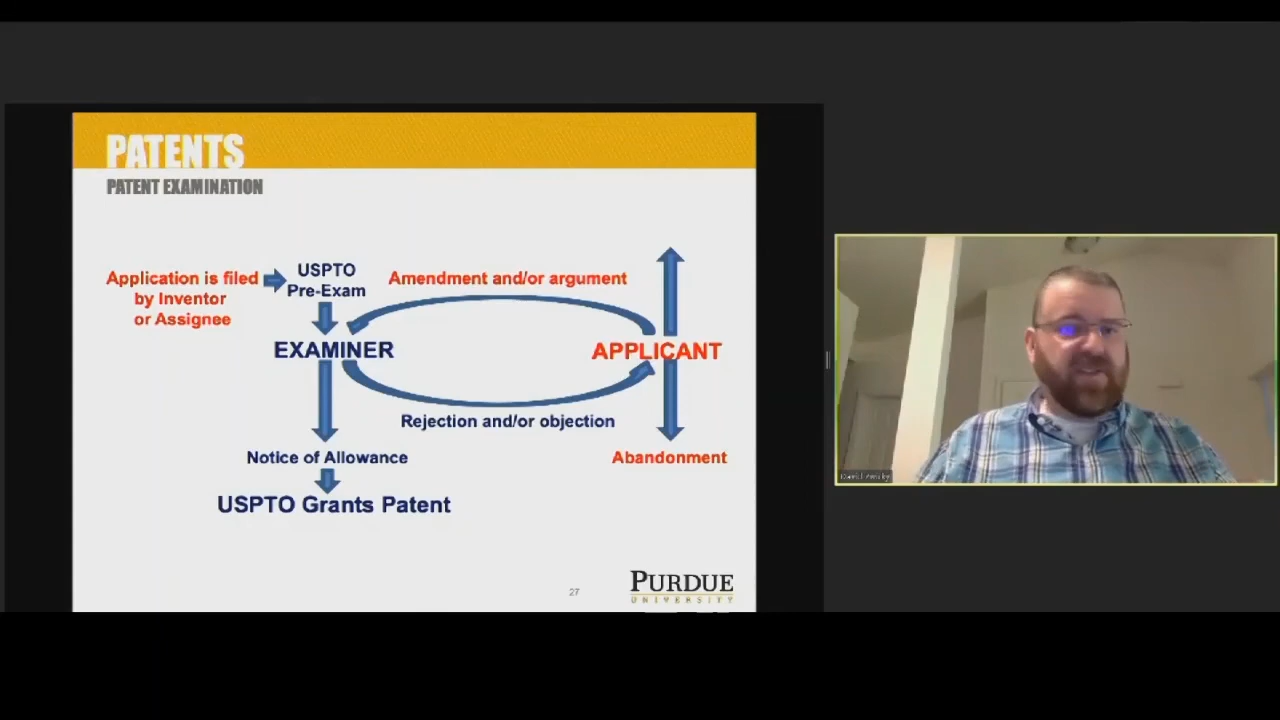 PATENTS
PATENT EXAMINATION
Application is filed
by Inventor
or Assignee
USPTO
Pre-Exam
Amendment and/or argument
EXAMINER
APPLICANT
Rejection and/or objection
Notice of Allowance
Abandonment
USPTO Grants Patent
27
PURDUE
UNIVERSITY
David